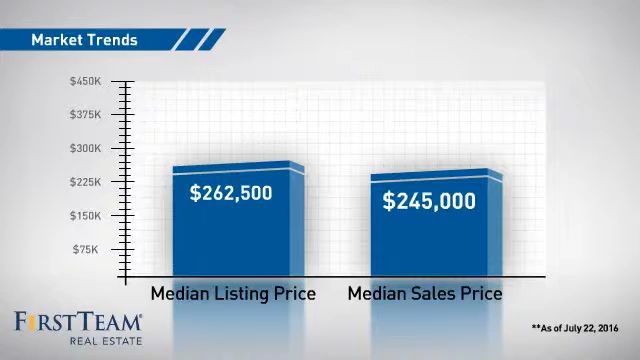 Market Trends
$450K
$375K
$300K
$225K
$150K
$75K
$262,500
$245,000
Median Listing Price
Median Sales Price
FIRSTTEAM®
REAL ESTATE
**As of July 22, 2016